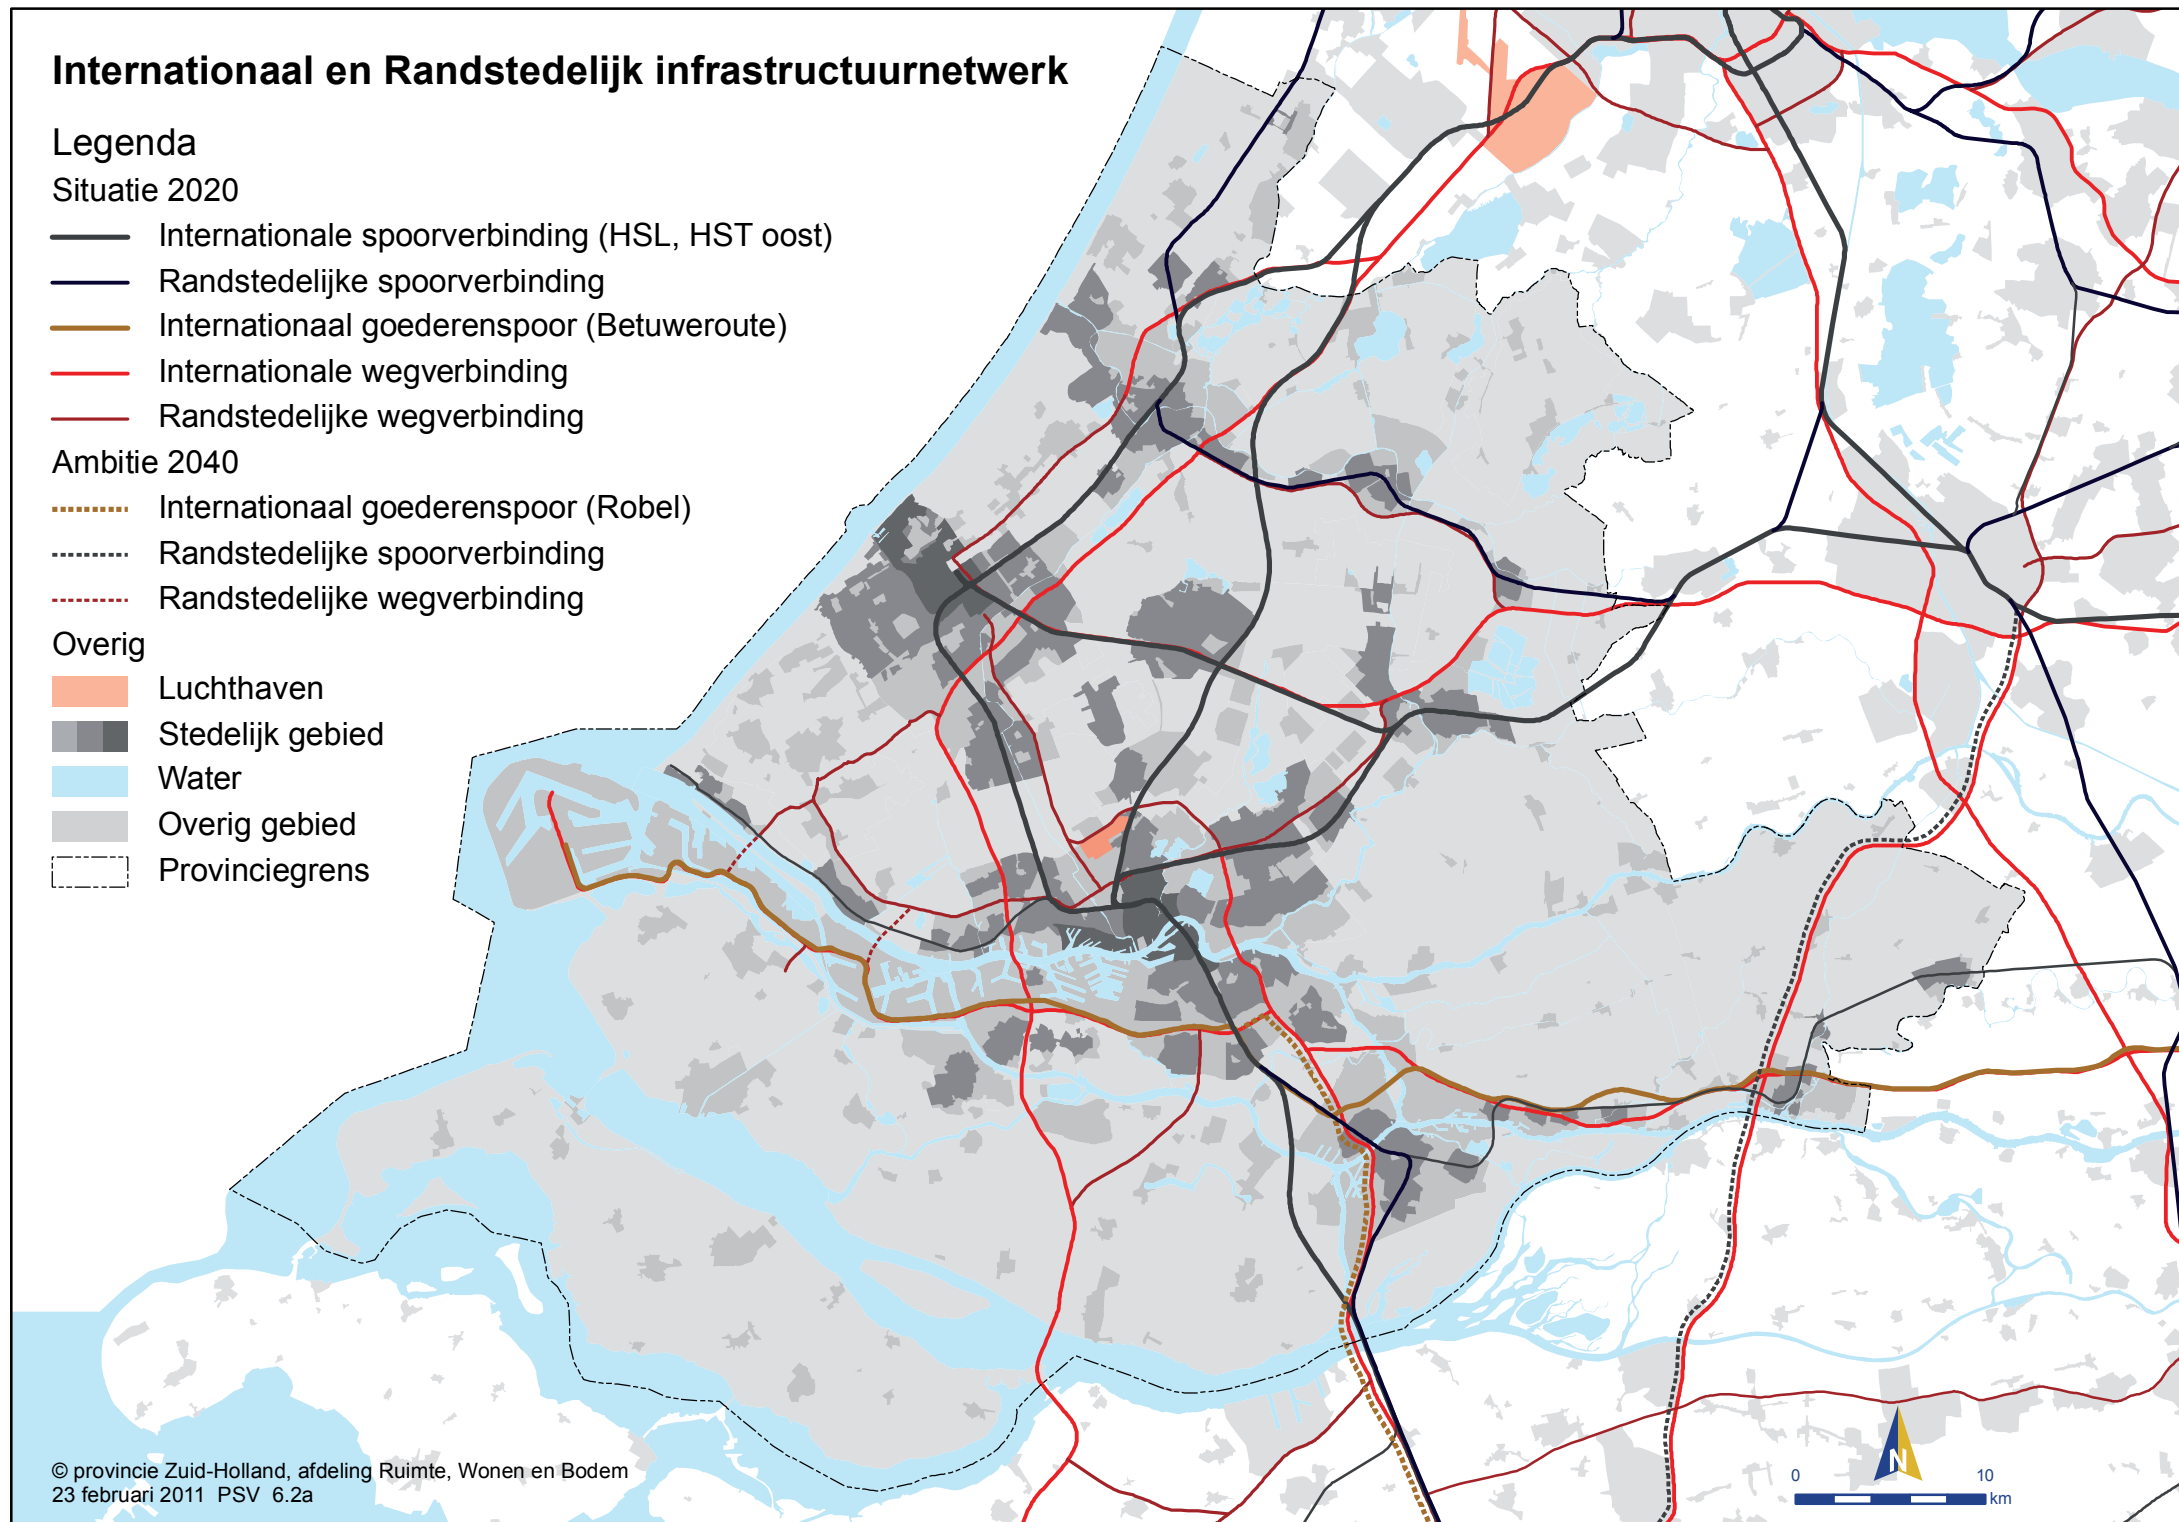 Internationaal en Randstedelijk infrastructuurnetwerk
Legenda
Situatie 2020
Internationale spoorverbinding (HSL, HST oost)
Randstedelijke spoorverbinding
Internationaal goederenspoor (Betuweroute)
Internationale wegverbinding
Randstedelijke wegverbinding
Ambitie 2040
Internationaal goederenspoor (Robel)
Randstedelijke spoorverbinding
Randstedelijke wegverbinding
Overig
Luchthaven
Stedelijk gebied
Water
Overig gebied
Provinciegrens
© provincie Zuid-Holland, afdeling Ruimte, Wonen en Bodem
23 februari 2011 PSV 6.2a
N
0 10
km